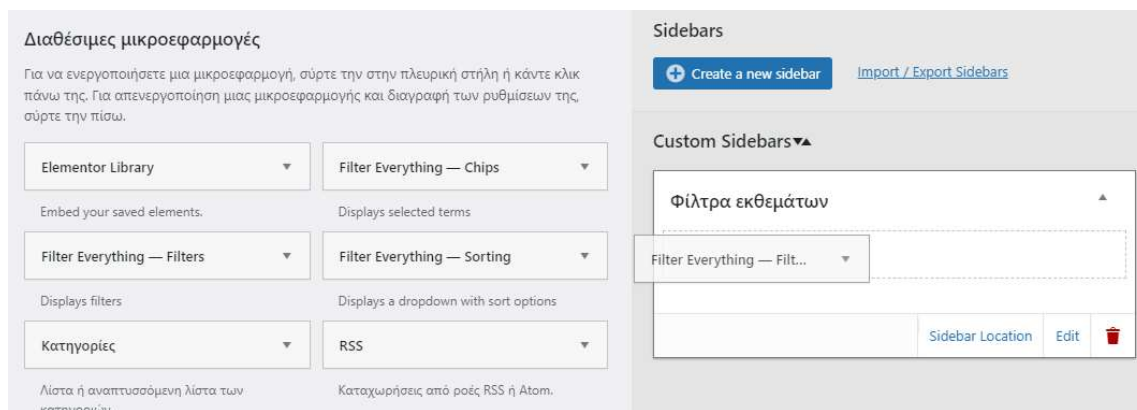 Διαθέσιμες μικροεφαρμογές
Για να ενεργοποιήσετε μια μικροεφαρμογή, σύρτε την στην πλευρική στήλη ή κάντε κλικ
πάνω της. Για απενεργοποίηση μιας μικροεφαρμογής και διαγραφή των ρυθμίσεων της,
σύρτε την πίσω.
Elementor Library
Filter Everything — Chips
Embed your saved elements.
Displays selected terms
Filter Everything — Filters
Filter Everything — Sorting
Displays filters
Displays a dropdown with sort options
Κατηγορίες
RSS
Λίστα ή αναπτυσσόμενη λίστα των
κατηγοριών
Καταχωρήσεις από ροές RSS ή Atom.
Sidebars
Create a new sidebar
Import / Export Sidebars
Custom Sidebars
Φίλτρα εκθεμάτων
Filter Everything — Filt...
Sidebar Location
Edit